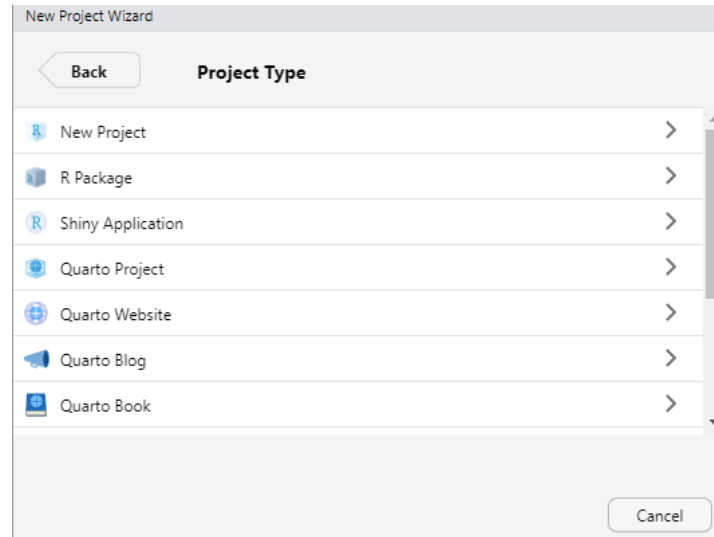 New Project Wizard
Back
Project Type
R New Project
R R Package
R Shiny Application
Quarto Project
Quarto Website
Quarto Blog
Quarto Book
Cancel